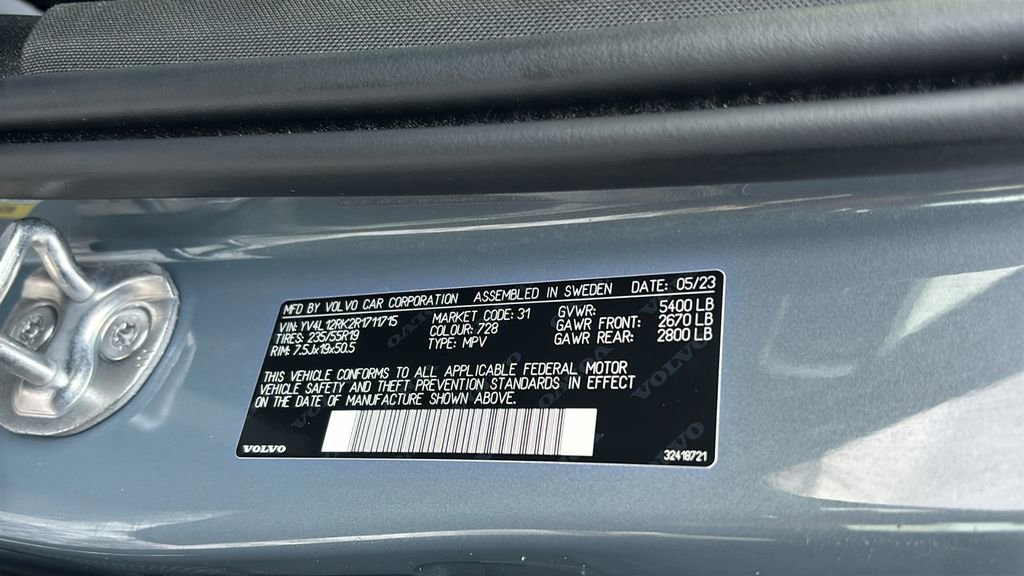 MFD BY VOLVO CAR CORPORATION ASSEMBLED IN SWEDEN DATE: 05/23
VIN: YV4L12RK2R1711715 MARKET CODE: 31 GVWR: 5400 LB
TIRES: 235/55R19 COLOUR: 728 GAWR FRONT: 2670 LB
RIM: 7.5Jx19x50.5 TYPE: MPV GAWR REAR: 2800 LB
THIS VEHICLE CONFORMS TO ALL APPLICABLE FEDERAL MOTOR
VEHICLE SAFETY AND THEFT PREVENTION STANDARDS IN EFFECT
ON THE DATE OF MANUFACTURE SHOWN ABOVE.
VOLVO 32418721